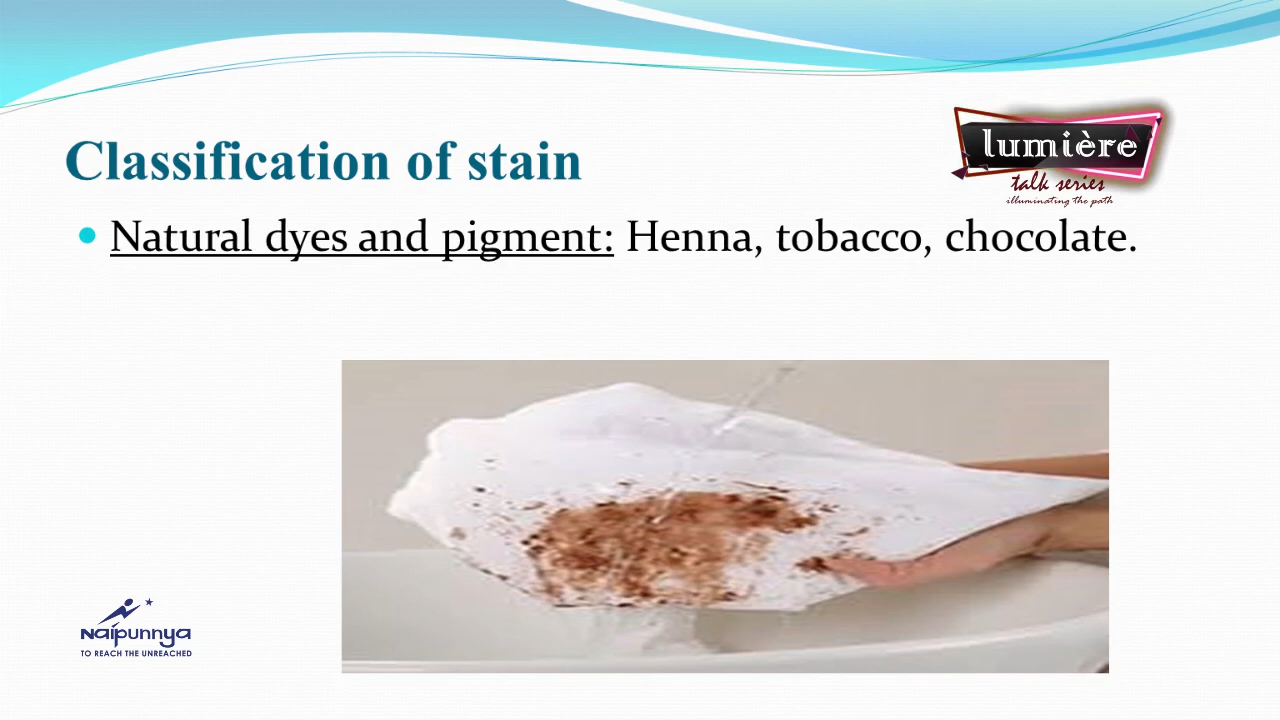 Classification of stain
lumière
talk series
illuminating the path
Natural dyes and pigment: Henna, tobacco, chocolate.
naipunnya
TO REACH THE UNREACHED